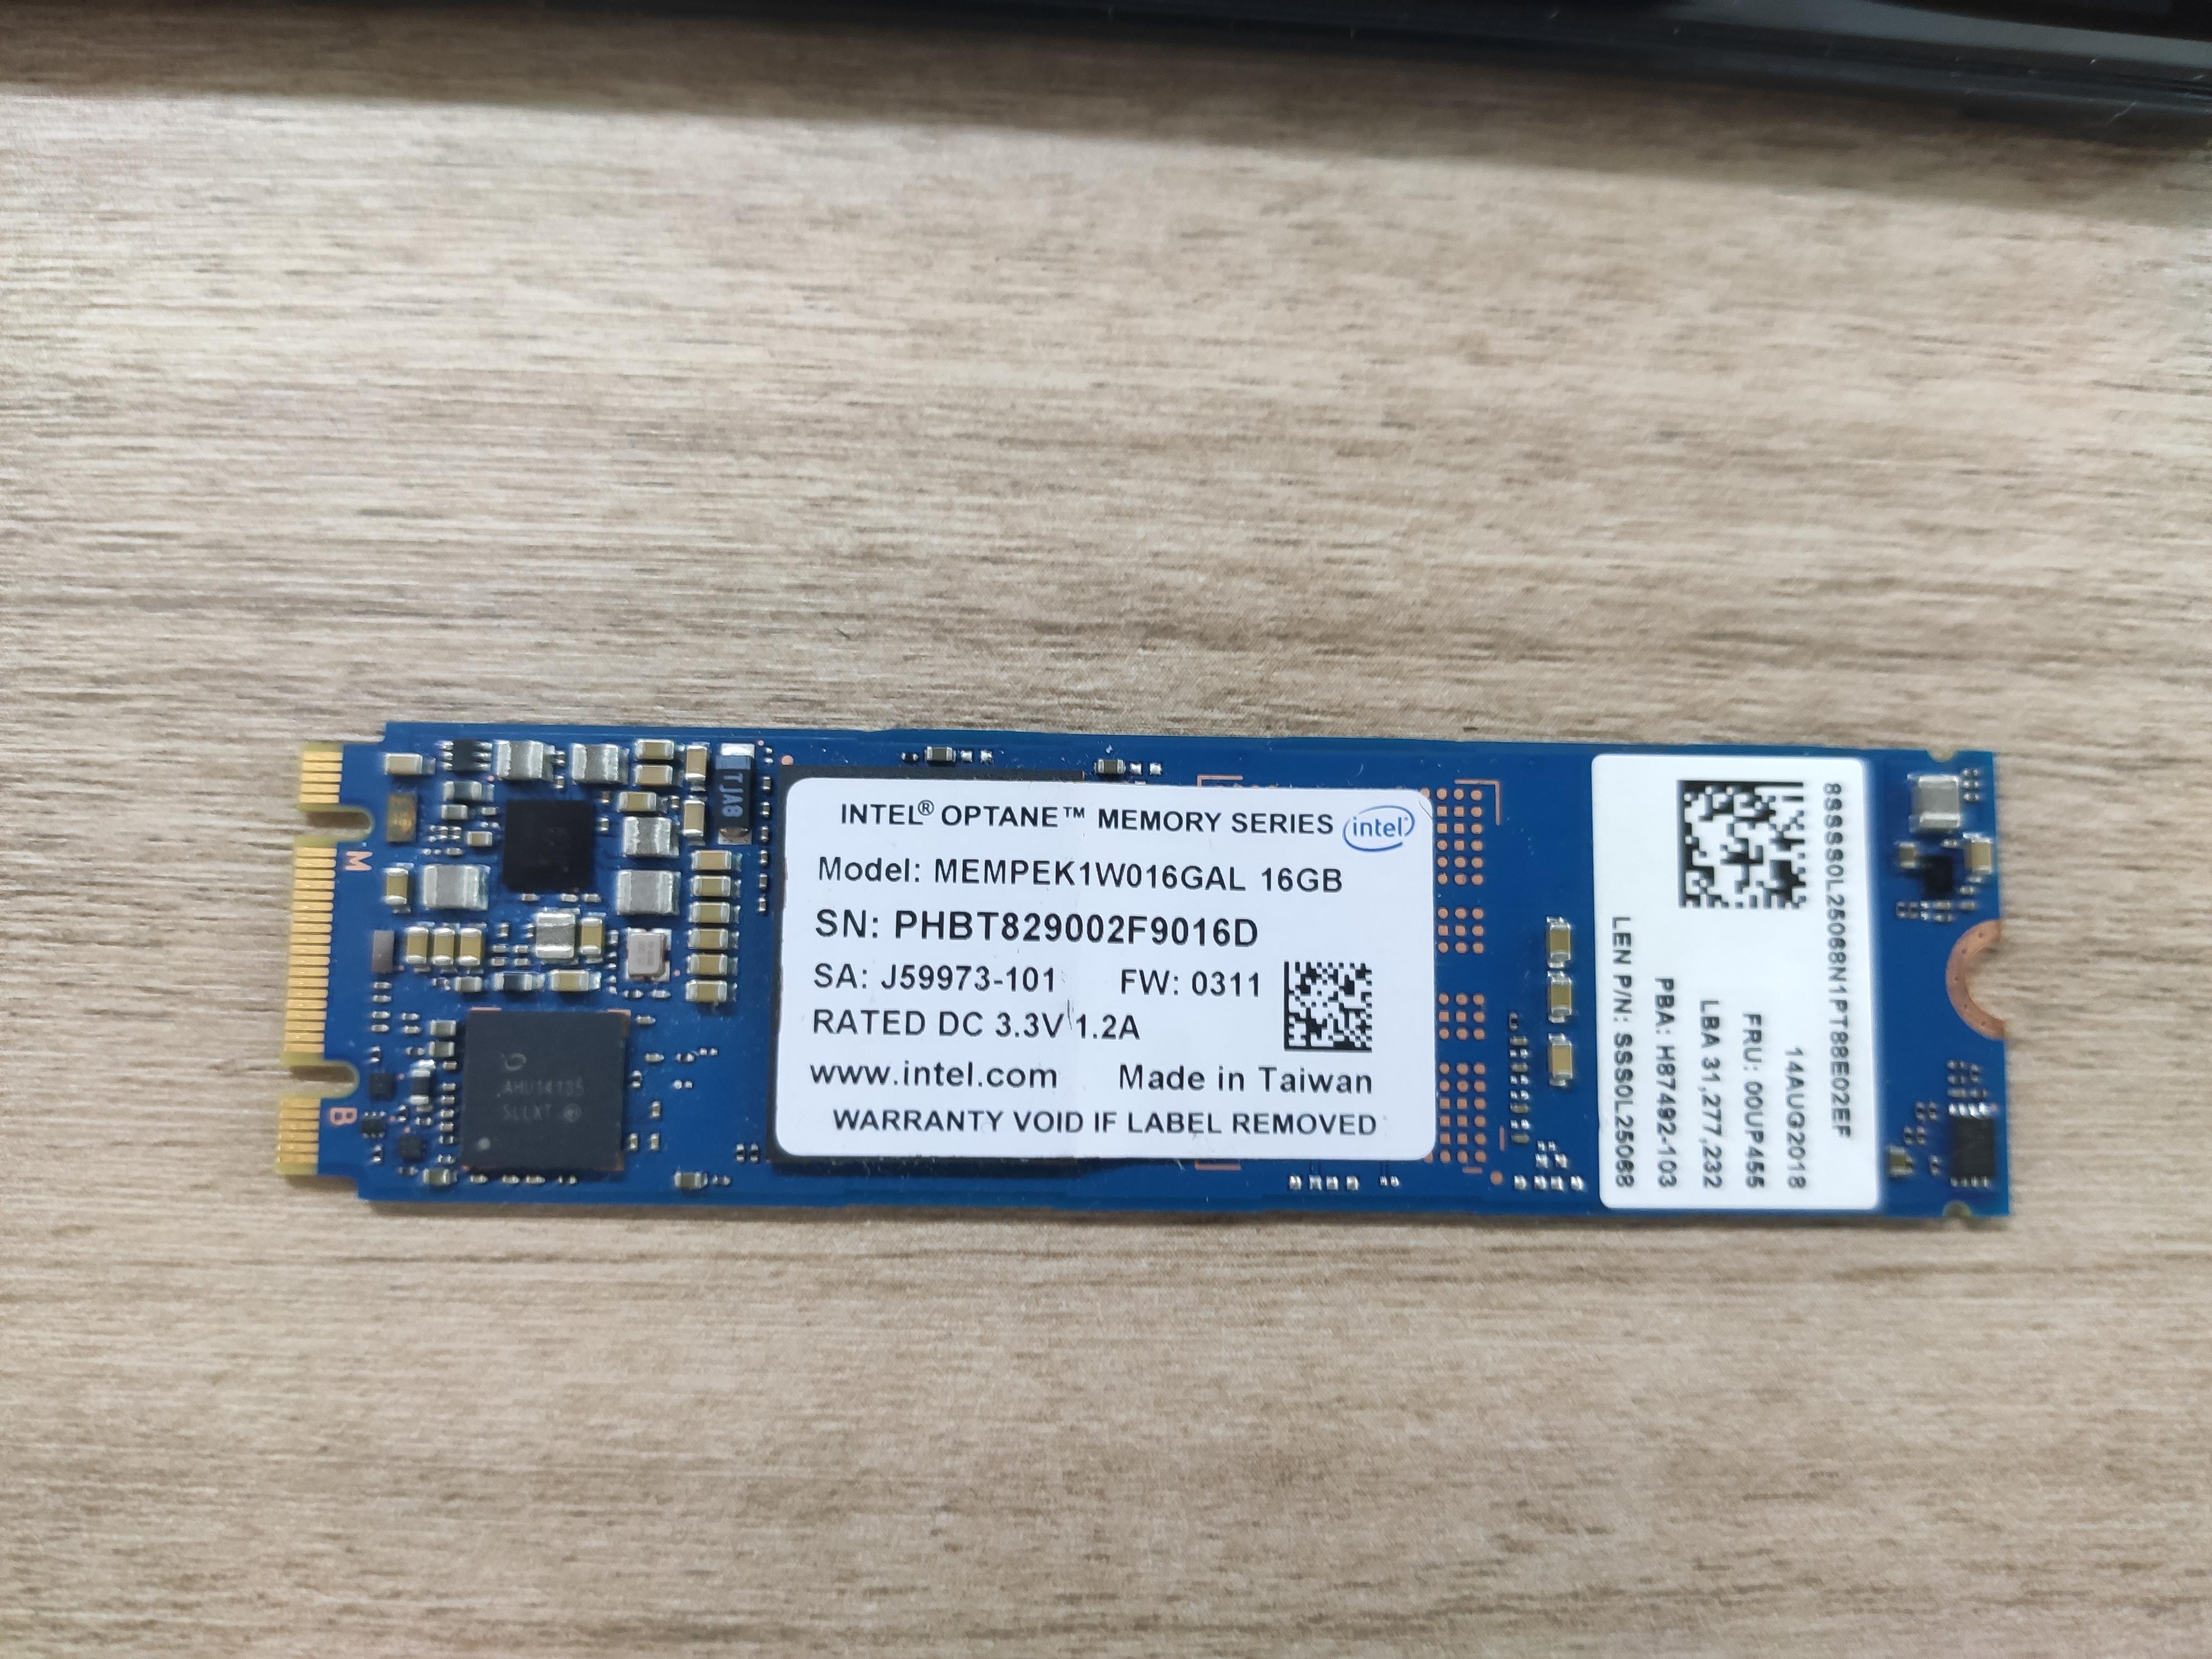 INTEL® OPTANE™ MEMORY SERIES
intel
Model: MEMPEK1W016GAL 16GB
SN: PHBT829002F9016D
SA: J59973-101 FW: 0311
RATED DC 3.3V 1.2A
www.intel.com Made in Taiwan
WARRANTY VOID IF LABEL REMOVED
8SSSS0L25068N1PT88E02EF
14AUG2018
FRU: 00UP455
LBA 31,277,232
PBA: H87492-103
LEN P/N: SSS0L25068
M
B
TJA8